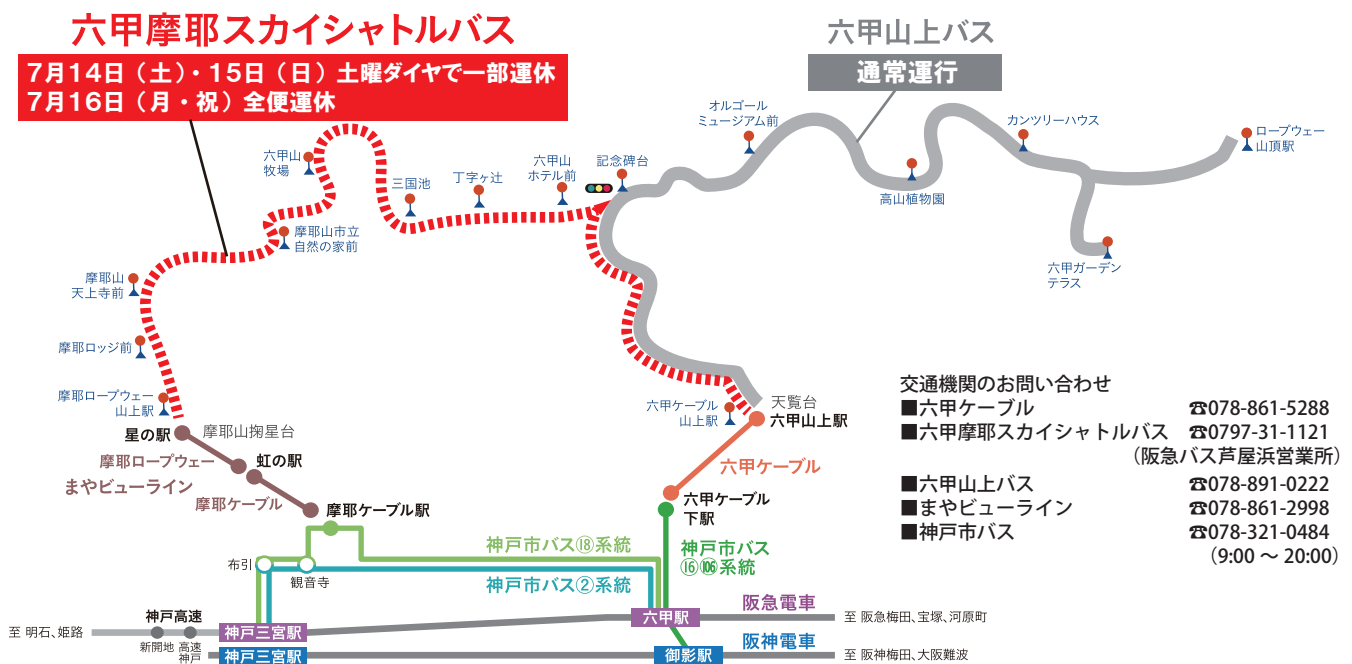 六甲摩耶スカイシャトルバス
7月14日（土）・15日（日）土曜ダイヤで一部運休
7月16日（月・祝）全便運休
六甲山上バス
通常運行
オルゴール
ミュージアム前
カンツリーハウス
ロープウェー
山頂駅
六甲山
牧場
三国池
丁字ヶ辻
六甲山
ホテル前
記念碑台
高山植物園
摩耶山市立
自然の家前
六甲ガーデン
テラス
摩耶山
天上寺前
摩耶ロッジ前
摩耶ロープウェー
山上駅
星の駅
摩耶山掬星台
摩耶ロープウェー
虹の駅
まやビューライン
摩耶ケーブル
摩耶ケーブル駅
六甲ケーブル
山上駅
天覧台
六甲山上駅
六甲ケーブル
六甲ケーブル
下駅
交通機関のお問い合わせ
■六甲ケーブル ☎078-861-5288
■六甲摩耶スカイシャトルバス ☎0797-31-1121
（阪急バス芦屋浜営業所）
■六甲山上バス ☎078-891-0222
■まやビューライン ☎078-861-2998
■神戸市バス ☎078-321-0484
（9:00 ～ 20:00）
神戸市バス⑱系統
神戸市バス②系統
神戸市バス
⑯106系統
布引
観音寺
神戸高速
至 明石、姫路
新開地
高速
神戸
神戸三宮駅
六甲駅
阪急電車
至 阪急梅田、宝塚、河原町
神戸三宮駅
御影駅
阪神電車
至 阪神梅田、大阪難波